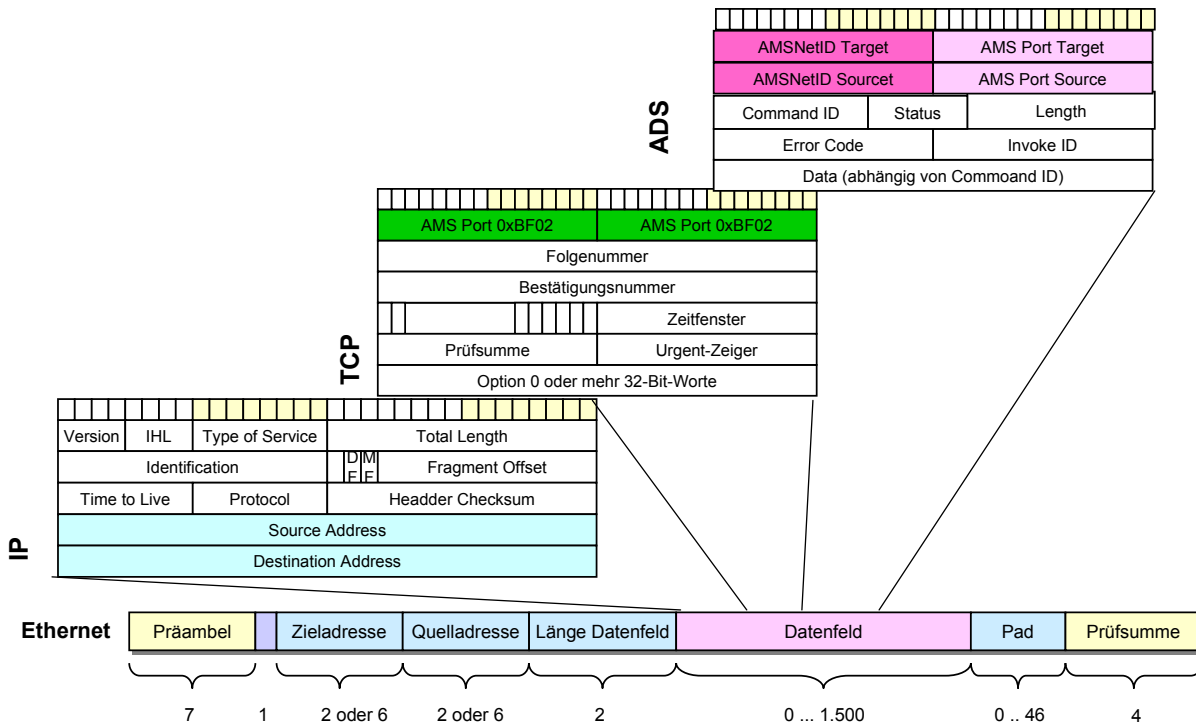 AMSNetID Target AMS Port Target
AMSNetID Sourcet AMS Port Source
Command ID Status Length
Error Code Invoke ID
Data (abhängig von Commoand ID)
ADS
AMS Port 0xBF02 AMS Port 0xBF02
Folgenummer
Bestätigungsnummer
Zeitfenster
Prüfsumme Urgent-Zeiger
Option 0 oder mehr 32-Bit-Worte
TCP
Version IHL Type of Service Total Length
Identification DF MF Fragment Offset
Time to Live Protocol Headder Checksum
Source Address
Destination Address
IP
Ethernet Präambel Zieladresse Quelladresse Länge Datenfeld Datenfeld Pad Prüfsumme
7 1 2 oder 6 2 oder 6 2 0 ... 1.500 0 .. 46 4